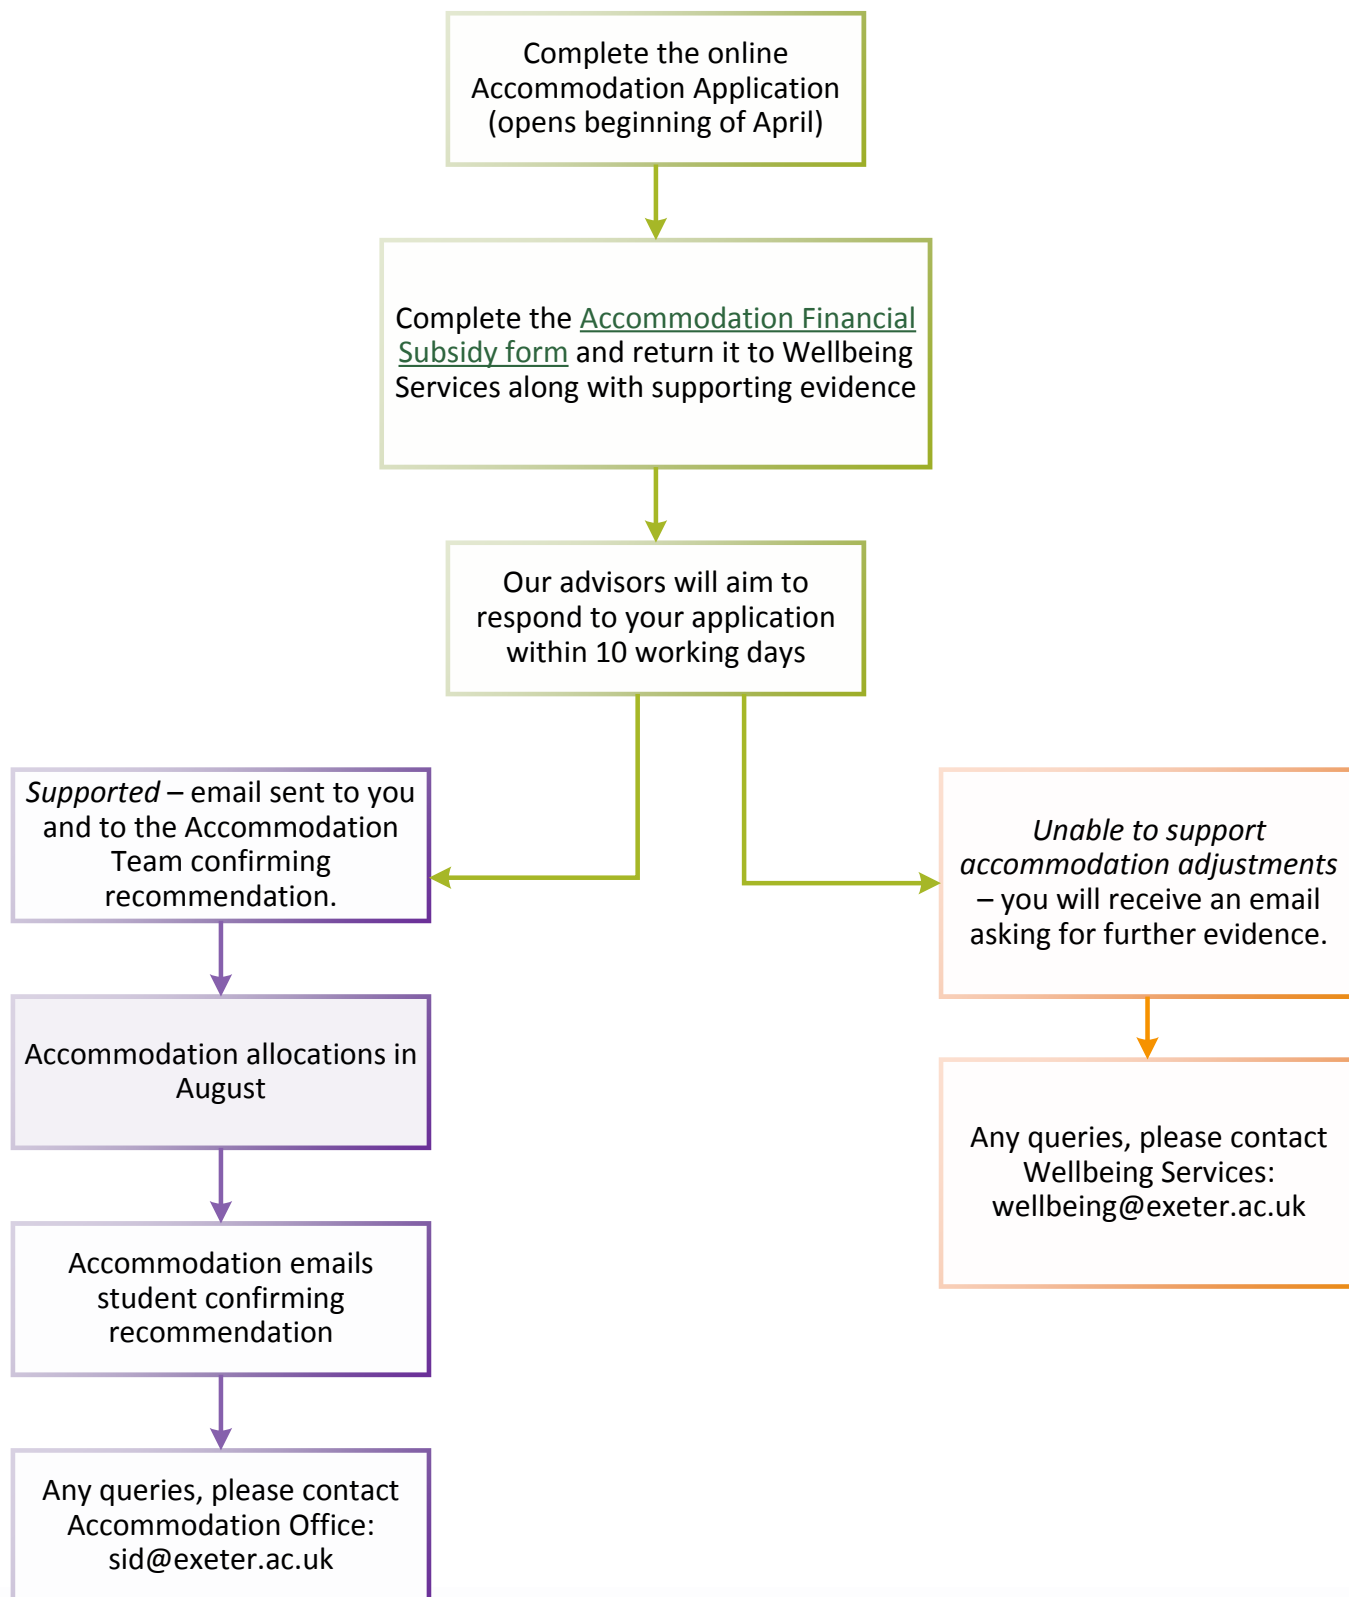 Complete the online
Accommodation Application
(opens beginning of April)
Complete the Accommodation Financial
Subsidy form and return it to Wellbeing
Services along with supporting evidence
Our advisors will aim to
respond to your application
within 10 working days
Supported – email sent to you
and to the Accommodation
Team confirming
recommendation.
Unable to support
accommodation adjustments
– you will receive an email
asking for further evidence.
Accommodation allocations in
August
Any queries, please contact
Wellbeing Services:
wellbeing@exeter.ac.uk
Accommodation emails
student confirming
recommendation
Any queries, please contact
Accommodation Office:
sid@exeter.ac.uk